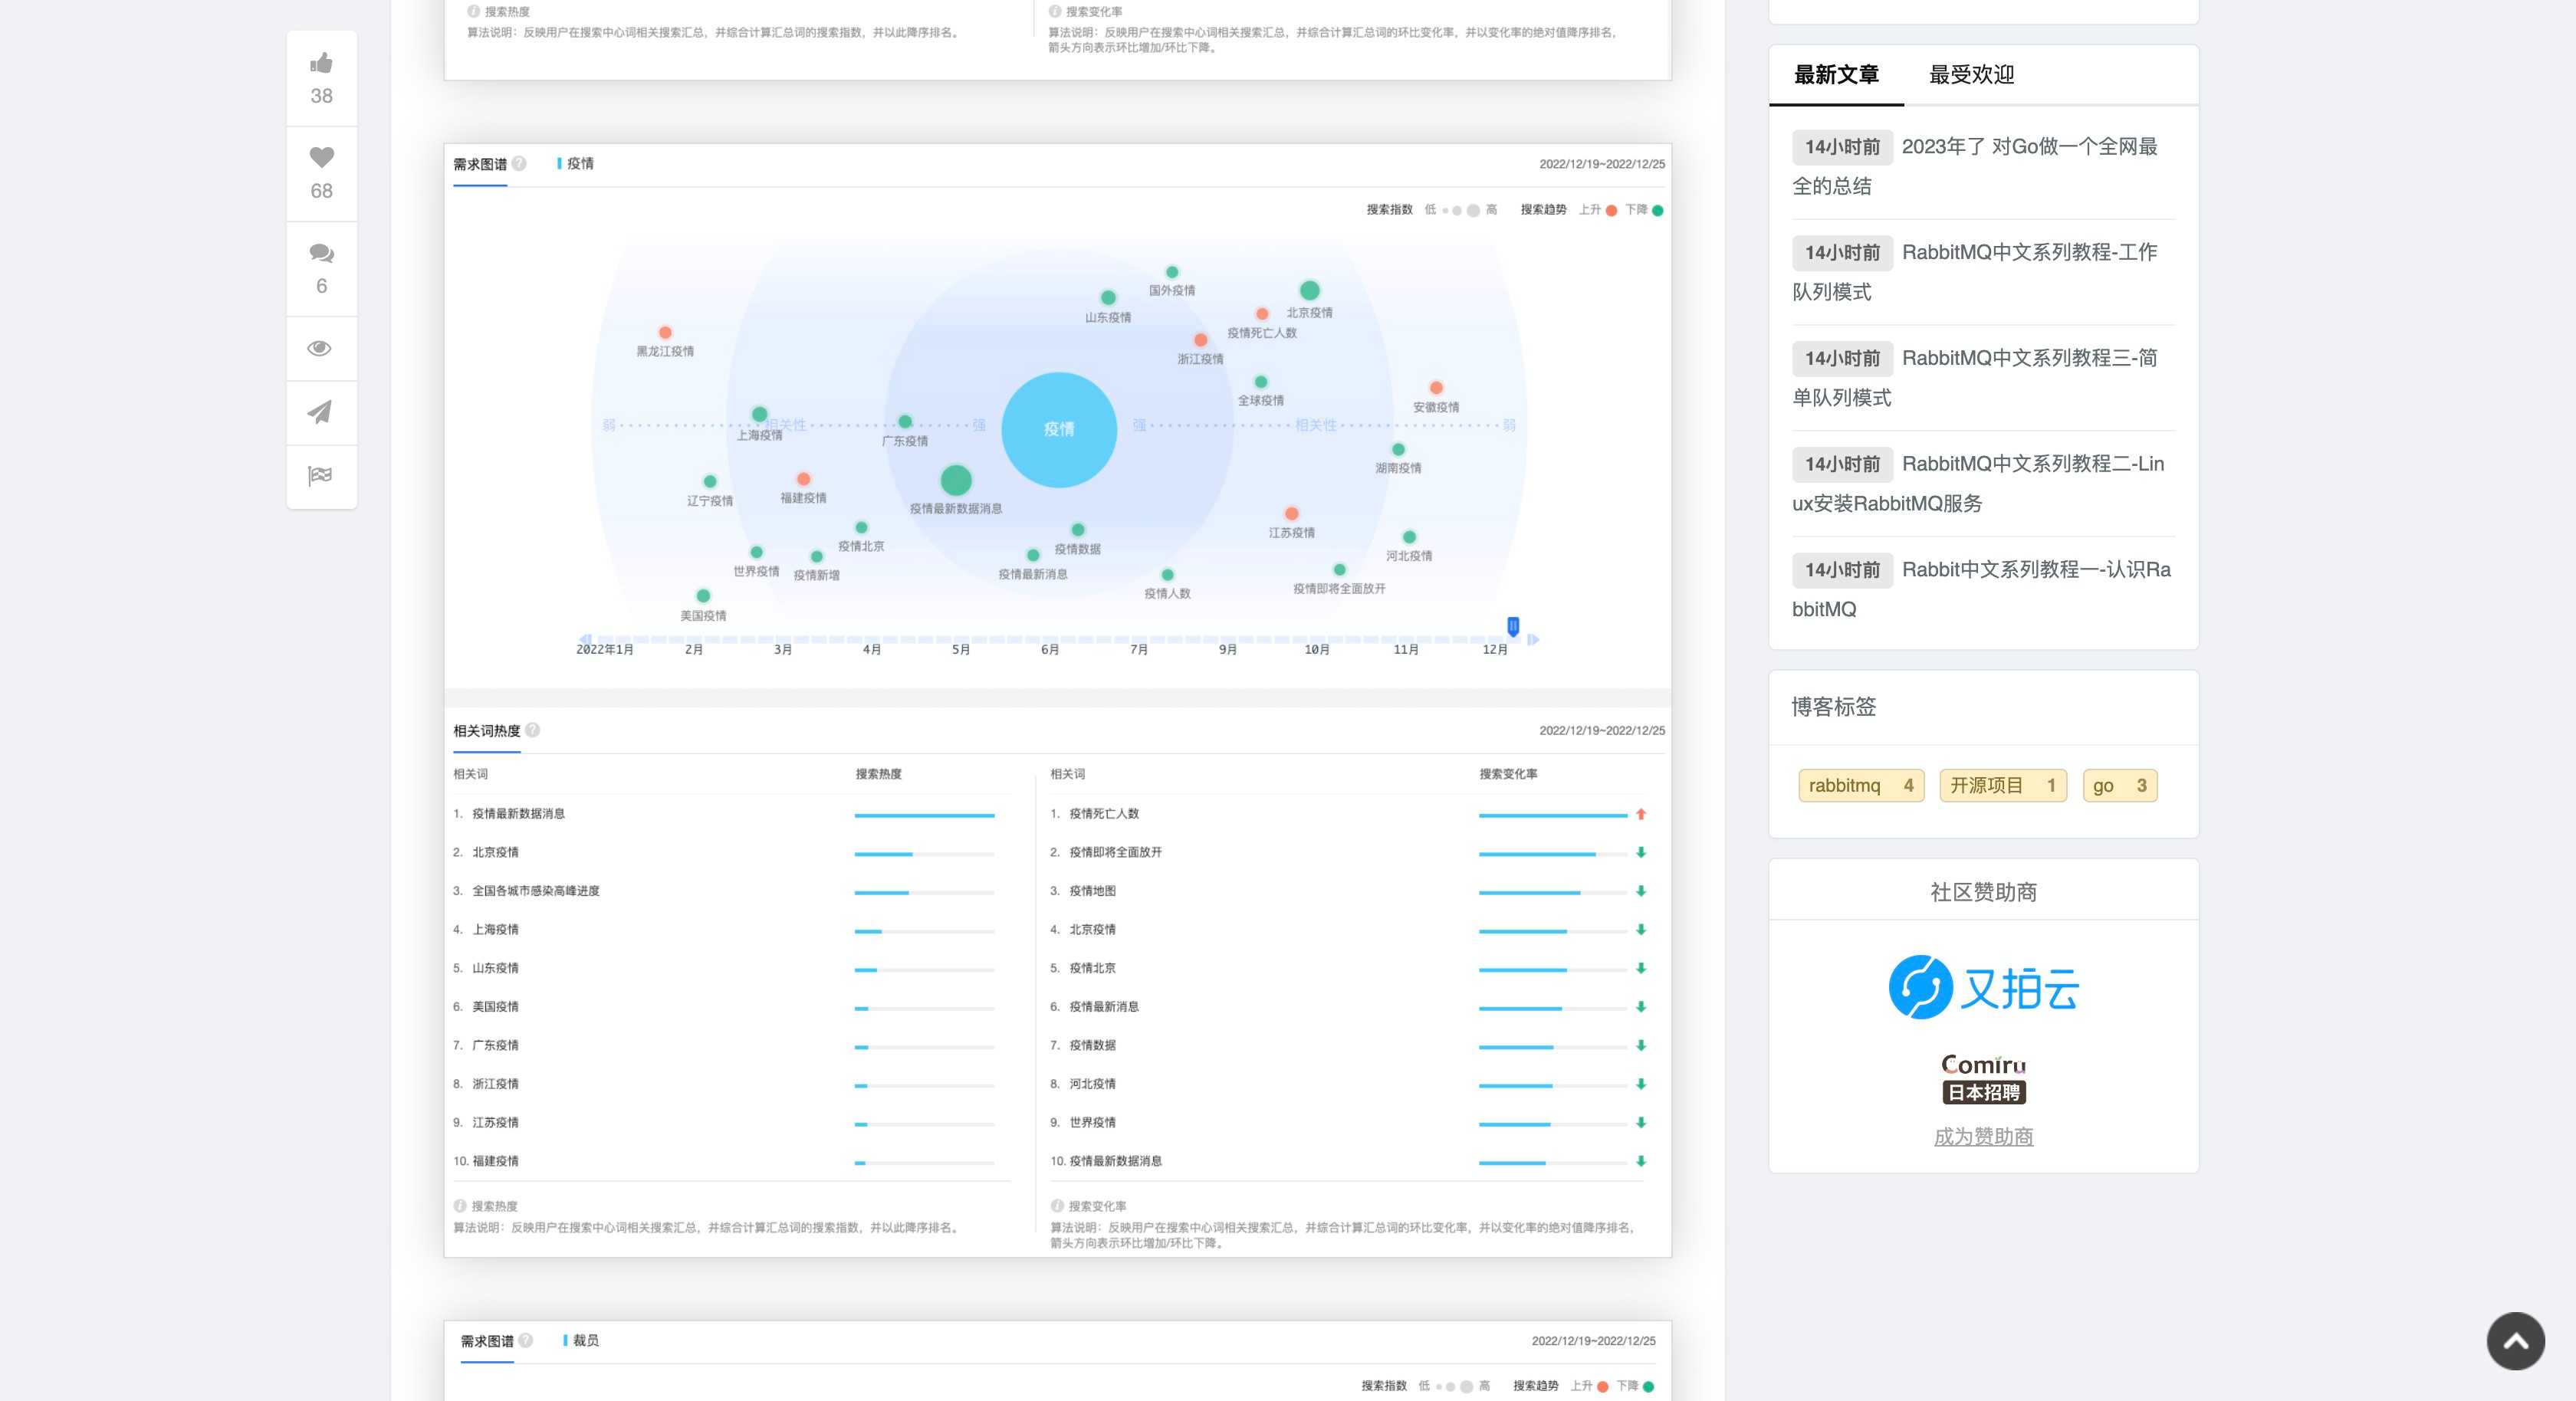 搜索热度
算法说明：反映用户在搜索中心词相关搜索汇总，并综合计算汇总词的搜索指数，并以此降序排名。
搜索变化率
算法说明：反映用户在搜索中心词相关搜索汇总，并综合计算汇总词的环比变化率，并以变化率的绝对值降序排名，
箭头方向表示环比增加/环比下降。
38
68
6
需求图谱
疫情
2022/12/19~2022/12/25
搜索指数 低 高 搜索趋势 上升 下降
国外疫情
山东疫情
北京疫情
疫情死亡人数
黑龙江疫情
浙江疫情
全球疫情
安徽疫情
弱 相关性 强
疫情
强 相关性 弱
上海疫情
广东疫情
湖南疫情
辽宁疫情
福建疫情
疫情最新数据消息
江苏疫情
疫情北京
疫情数据
河北疫情
世界疫情
疫情新增
疫情最新消息
疫情人数
疫情即将全面放开
美国疫情
2022年1月 2月 3月 4月 5月 6月 7月 9月 10月 11月 12月
相关词热度
2022/12/19~2022/12/25
相关词 搜索热度
1. 疫情最新数据消息
2. 北京疫情
3. 全国各城市感染高峰进度
4. 上海疫情
5. 山东疫情
6. 美国疫情
7. 广东疫情
8. 浙江疫情
9. 江苏疫情
10. 福建疫情
搜索热度
算法说明：反映用户在搜索中心词相关搜索汇总，并综合计算汇总词的搜索指数，并以此降序排名。
相关词 搜索变化率
1. 疫情死亡人数
2. 疫情即将全面放开
3. 疫情地图
4. 北京疫情
5. 疫情北京
6. 疫情最新消息
7. 疫情数据
8. 河北疫情
9. 世界疫情
10. 疫情最新数据消息
搜索变化率
算法说明：反映用户在搜索中心词相关搜索汇总，并综合计算汇总词的环比变化率，并以变化率的绝对值降序排名，
箭头方向表示环比增加/环比下降。
需求图谱
裁员
2022/12/19~2022/12/25
搜索指数 低 高 搜索趋势 上升 下降
最新文章 最受欢迎
14小时前 2023年了 对Go做一个全网最
全的总结
14小时前 RabbitMQ中文系列教程-工作
队列模式
14小时前 RabbitMQ中文系列教程三-简
单队列模式
14小时前 RabbitMQ中文系列教程二-Lin
ux安装RabbitMQ服务
14小时前 Rabbit中文系列教程一-认识Ra
bbitMQ
博客标签
rabbitmq 4 开源项目 1 go 3
社区赞助商
又拍云
Comiru
日本招聘
成为赞助商